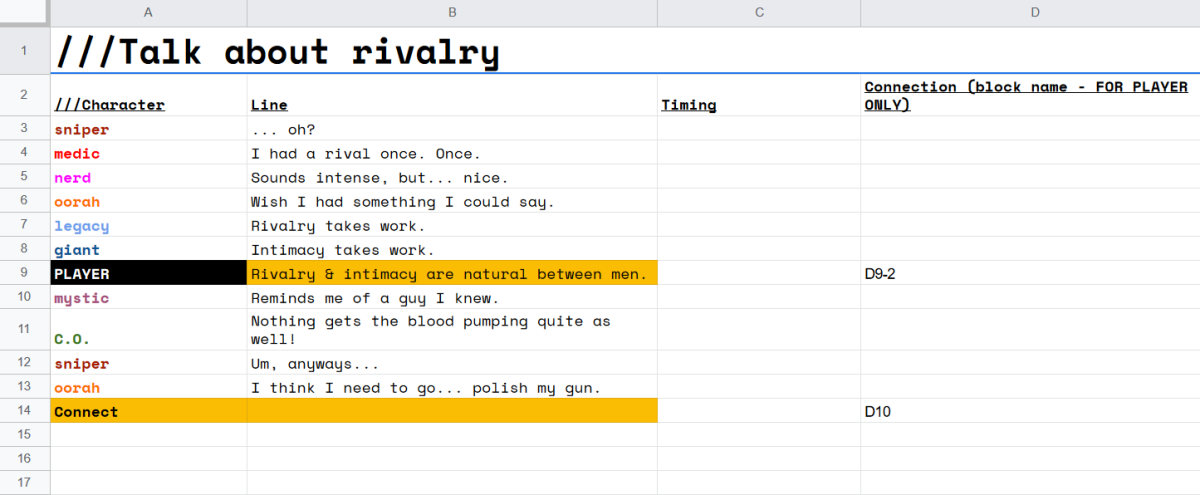 A B C D
1 ///Talk about rivalry
Connection (block name - FOR PLAYER
2 ///Character Line Timing ONLY)
3 sniper ... oh?
4 medic I had a rival once. Once.
5 nerd Sounds intense, but... nice.
6 oorah Wish I had something I could say.
7 legacy Rivalry takes work.
8 giant Intimacy takes work.
9 PLAYER Rivalry & intimacy are natural between men. D9-2
10 mystic Reminds me of a guy I knew.
Nothing gets the blood pumping quite as
11 C.O. well!
12 sniper Um, anyways...
13 oorah I think I need to go... polish my gun.
14 Connect D10
15
16
17